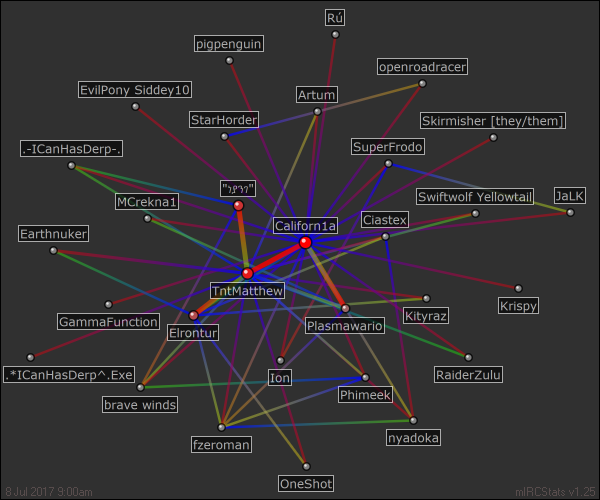 Rú
pigpenguin
openroadracer
EvilPony Siddey10
Artum
StarHorder
Skirmisher [they/them]
.-ICanHasDerp-.
SuperFrodo
MCrekna1
Swiftwolf Yellowtail
JaLK
Californ1a
Ciastex
Earthnuker
TntMatthew
GammaFunction
Elrontur
Plasmawario
Kityraz
Krispy
.*ICanHasDerp^.Exe
Ion
RaiderZulu
brave winds
Phimeek
fzeroman
nyadoka
OneShot
8 Jul 2017 9:00am
mIRCStats v1.25